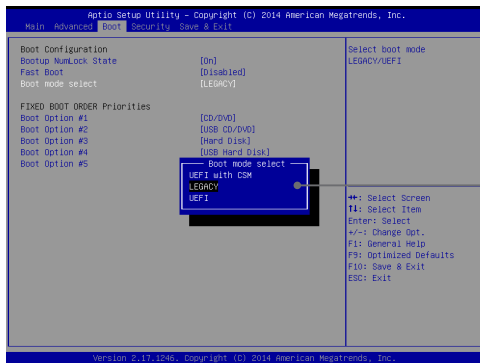 Aptio Setup Utility – Copyright (C) 2014 American Megatrends, Inc.
Main Advanced Boot Security Save & Exit
Boot Configuration
Bootup NumLock State [On]
Fast Boot [Disabled]
Boot mode select [LEGACY]
FIXED BOOT ORDER Priorities
Boot Option #1 [CD/DVD]
Boot Option #2 [USB CD/DVD]
Boot Option #3 [Hard Disk]
Boot Option #4 [USB Hard Disk]
Boot Option #5
Boot mode select
UEFI with CSM
LEGACY
UEFI
Select boot mode
LEGACY/UEFI
→←: Select Screen
↑↓: Select Item
Enter: Select
+/-: Change Opt.
F1: General Help
F9: Optimized Defaults
F10: Save & Exit
ESC: Exit
Version 2.17.1246. Copyright (C) 2014 American Megatrends, Inc.